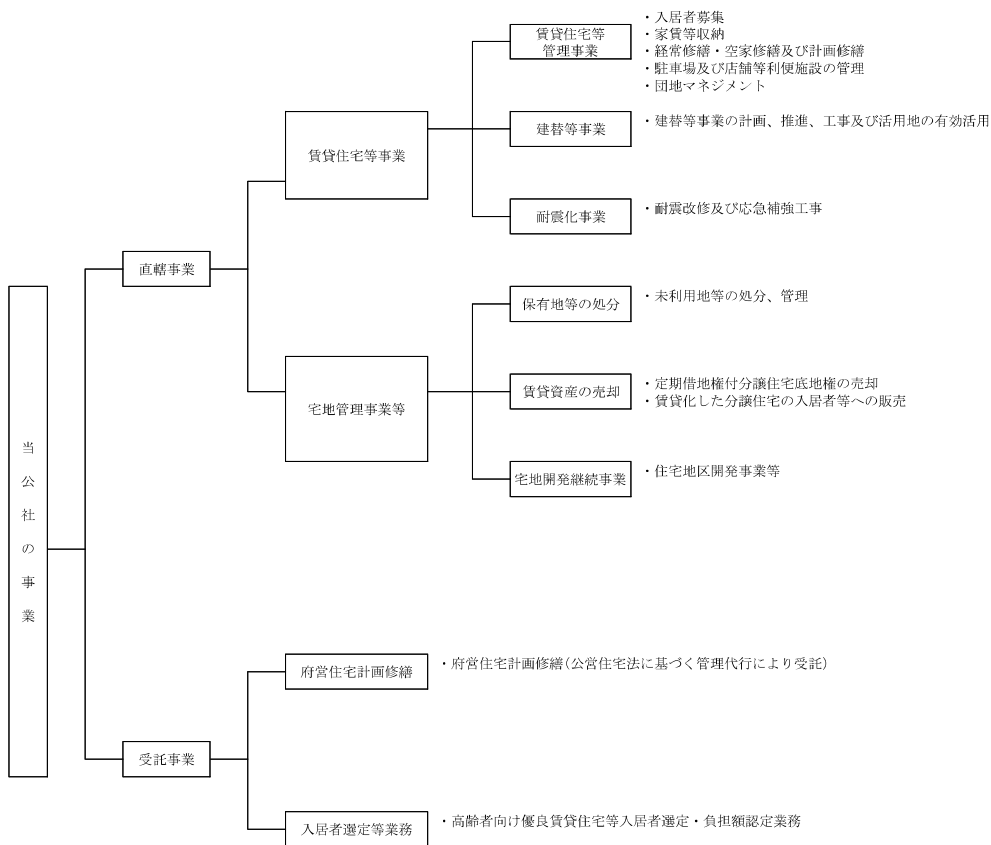 当公社の事業
直轄事業
賃貸住宅等事業
賃貸住宅等
管理事業
・入居者募集
・家賃等収納
・経常修繕・空家修繕及び計画修繕
・駐車場及び店舗等利便施設の管理
・団地マネジメント
建替等事業
・建替等事業の計画、推進、工事及び活用地の有効活用
耐震化事業
・耐震改修及び応急補強工事
宅地管理事業等
保有地等の処分
・未利用地等の処分、管理
賃貸資産の売却
・定期借地権付分譲住宅底地権の売却
・賃貸化した分譲住宅の入居者等への販売
宅地開発継続事業
・住宅地区開発事業等
受託事業
府営住宅計画修繕
・府営住宅計画修繕(公営住宅法に基づく管理代行により受託)
入居者選定等業務
・高齢者向け優良賃貸住宅等入居者選定・負担額認定業務